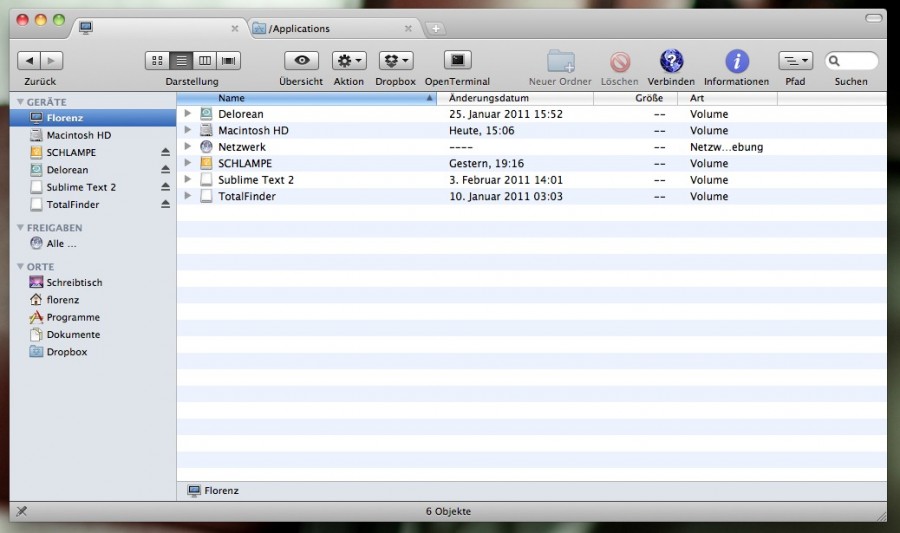 /Applications
Zurück
Darstellung
Übersicht
Aktion
Dropbox
OpenTerminal
Neuer Ordner
Löschen
Verbinden
Informationen
Pfad
Suchen
GERÄTE
Florenz
Macintosh HD
SCHLAMPE
Delorean
Sublime Text 2
TotalFinder
FREIGABEN
Alle ...
ORTE
Schreibtisch
florenz
Programme
Dokumente
Dropbox
Name Änderungsdatum Größe Art
Delorean 25. Januar 2011 15:52 -- Volume
Macintosh HD Heute, 15:06 -- Volume
Netzwerk ---- -- Netzw...ebung
SCHLAMPE Gestern, 19:16 -- Volume
Sublime Text 2 3. Februar 2011 14:01 -- Volume
TotalFinder 10. Januar 2011 03:03 -- Volume
Florenz
6 Objekte